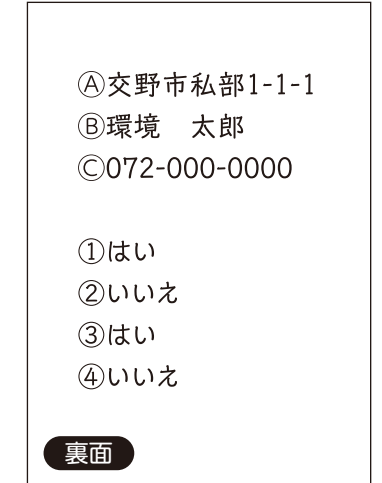 Ⓐ交野市私部1-1-1
Ⓑ環境　太郎
Ⓒ072-000-0000
①はい
②いいえ
③はい
④いいえ
裏面